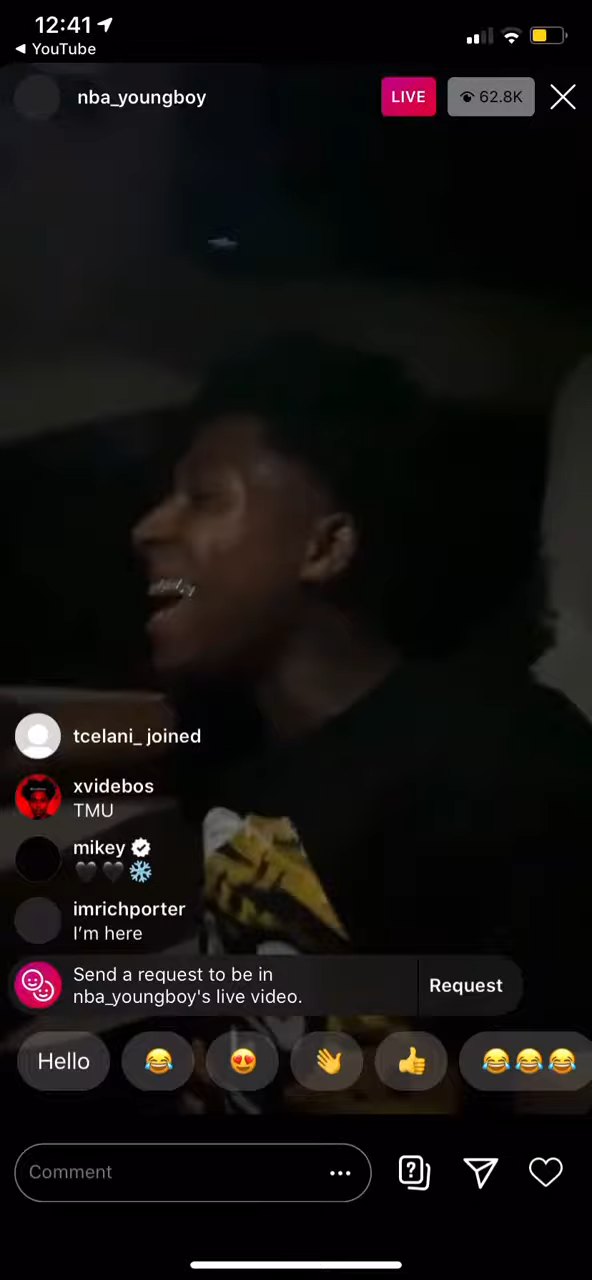 12:41
YouTube
nba_youngboy
LIVE
62.8K
tcelani_ joined
xvidebos
TMU
mikey
🖤🖤❄️
imrichporter
I'm here
Send a request to be in
nba_youngboy's live video.
Request
Hello 😂 😍 👋 👍 😂😂😂
Comment